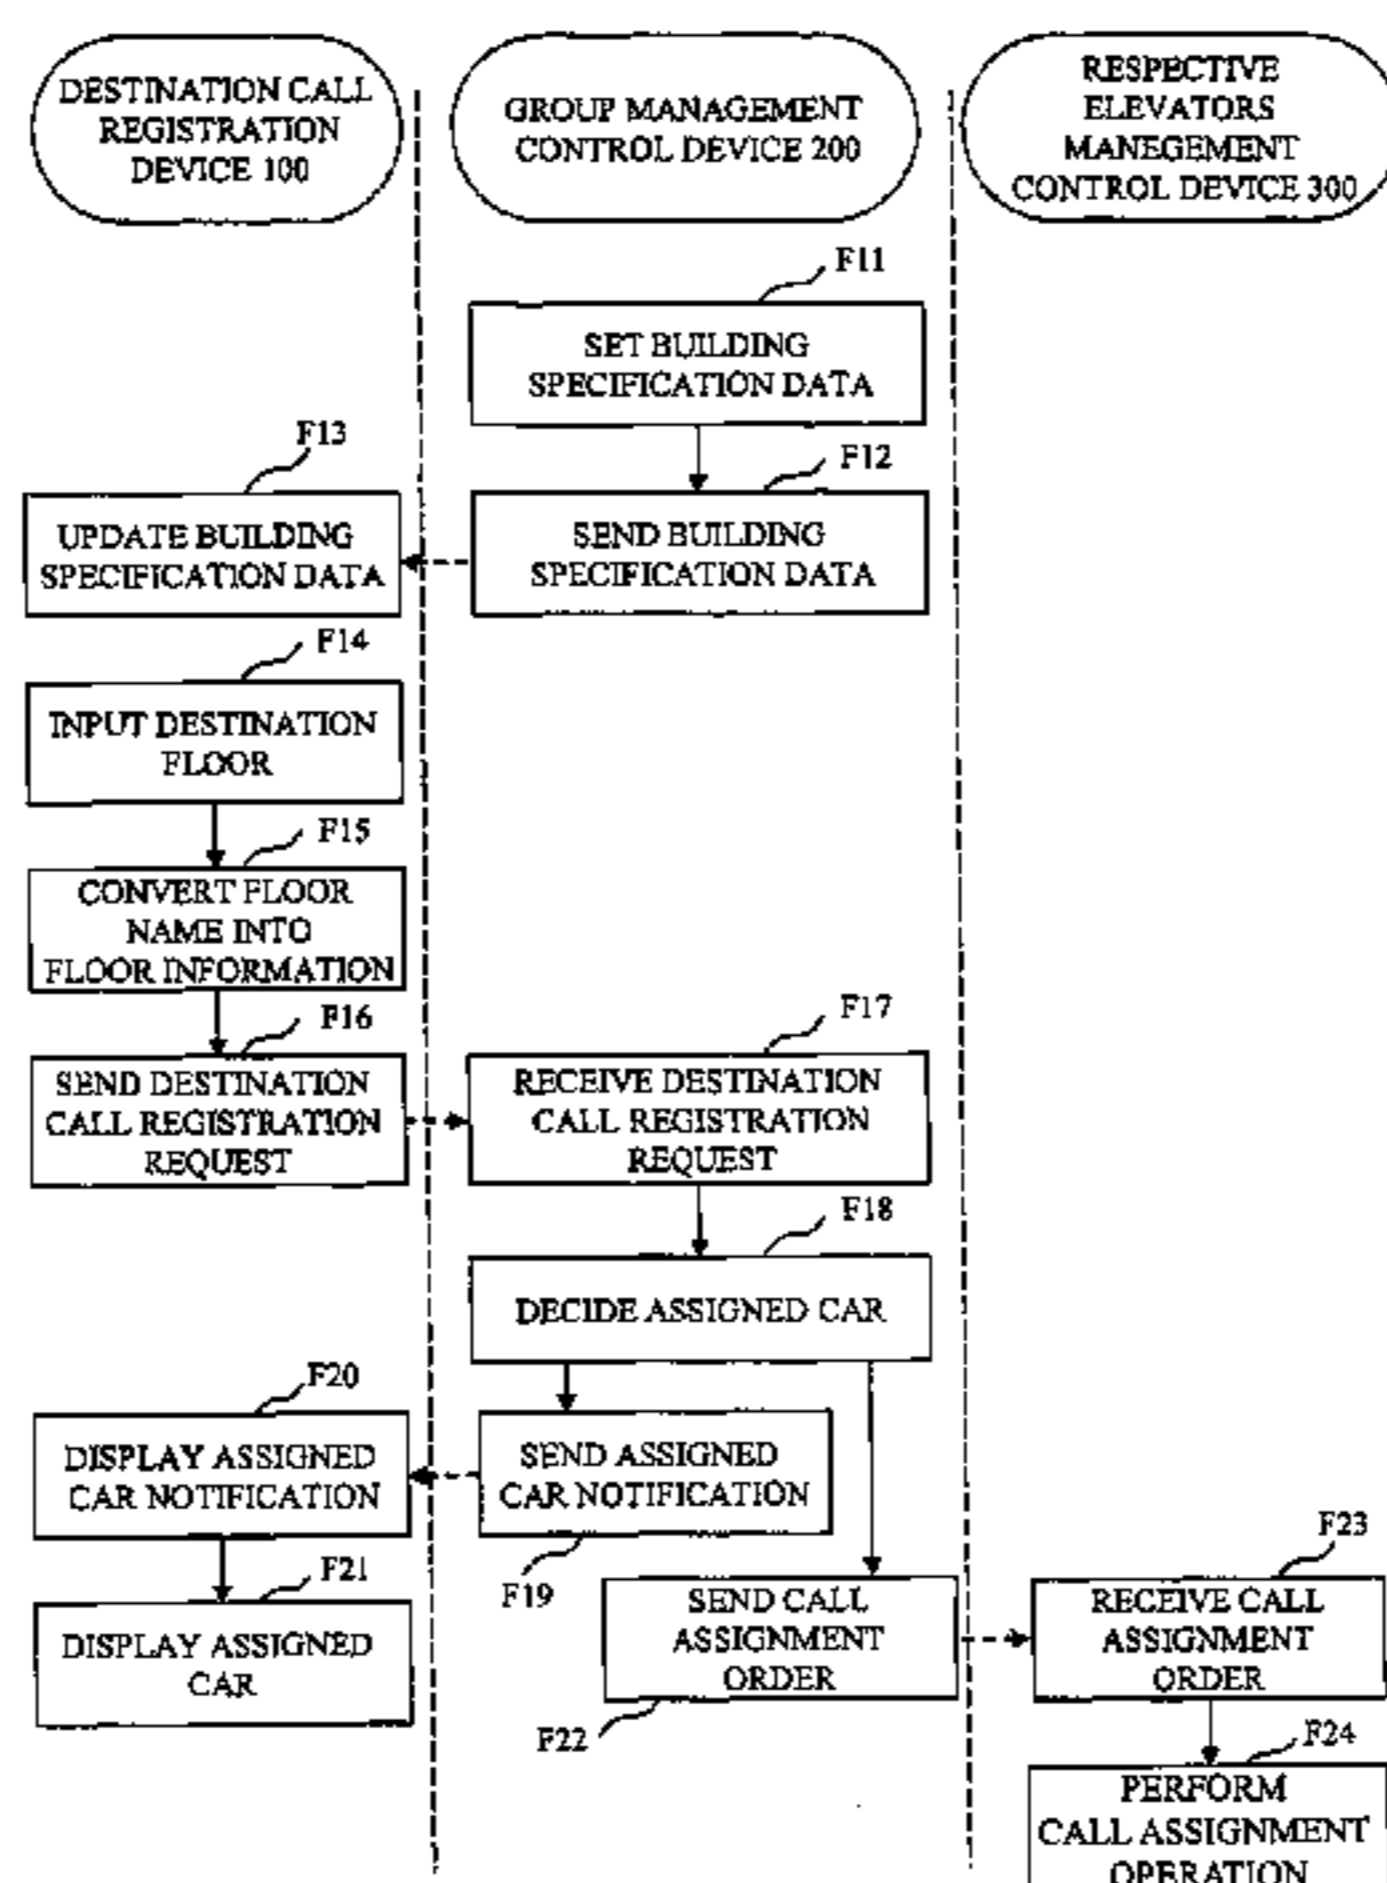 DESTINATION CALL
REGISTRATION
DEVICE 100
GROUP MANAGEMENT
CONTROL DEVICE 200
RESPECTIVE
ELEVATORS
MANEGEMENT
CONTROL DEVICE 300
F11
SET BUILDING
SPECIFICATION DATA
F13
UPDATE BUILDING
SPECIFICATION DATA
F12
SEND BUILDING
SPECIFICATION DATA
F14
INPUT DESTINATION
FLOOR
F15
CONVERT FLOOR
NAME INTO
FLOOR INFORMATION
F16
SEND DESTINATION
CALL REGISTRATION
REQUEST
F17
RECEIVE DESTINATION
CALL REGISTRATION
REQUEST
F18
DECIDE ASSIGNED CAR
F20
DISPLAY ASSIGNED
CAR NOTIFICATION
SEND ASSIGNED
CAR NOTIFICATION
F19
F21
DISPLAY ASSIGNED
CAR
SEND CALL
ASSIGNMENT
ORDER
F22
F23
RECEIVE CALL
ASSIGNMENT
ORDER
F24
PERFORM
CALL ASSIGNMENT
OPERATION